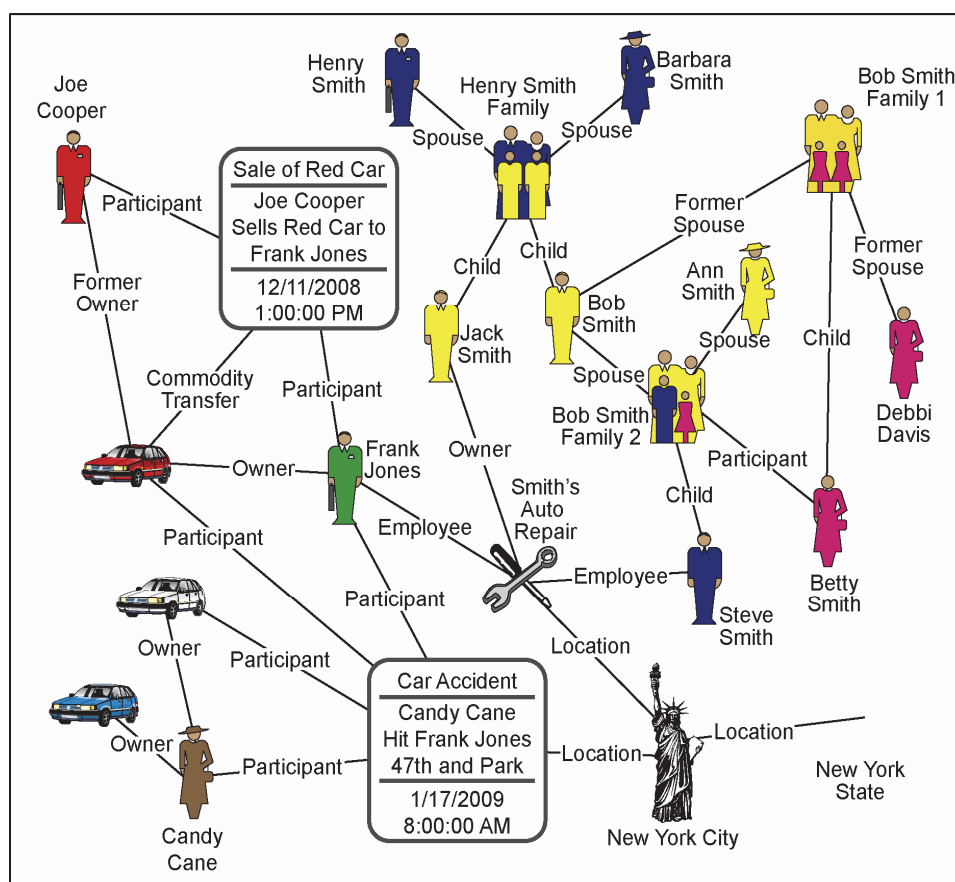 Joe
Cooper
Henry
Smith
Henry Smith
Family
Barbara
Smith
Bob Smith
Family 1
Spouse
Spouse
Participant
Sale of Red Car
Joe Cooper
Sells Red Car to
Frank Jones
12/11/2008
1:00:00 PM
Former
Owner
Child
Child
Former
Spouse
Ann
Smith
Former
Spouse
Jack
Smith
Bob
Smith
Spouse
Spouse
Child
Commodity
Transfer
Participant
Bob Smith
Family 2
Debbi
Davis
Owner
Frank
Jones
Owner
Participant
Smith's
Auto
Repair
Child
Participant
Employee
Employee
Betty
Smith
Steve
Smith
Participant
Owner
Participant
Location
Car Accident
Candy Cane
Hit Frank Jones
47th and Park
1/17/2009
8:00:00 AM
Owner
Participant
Location
Location
New York
State
New York City
Candy
Cane